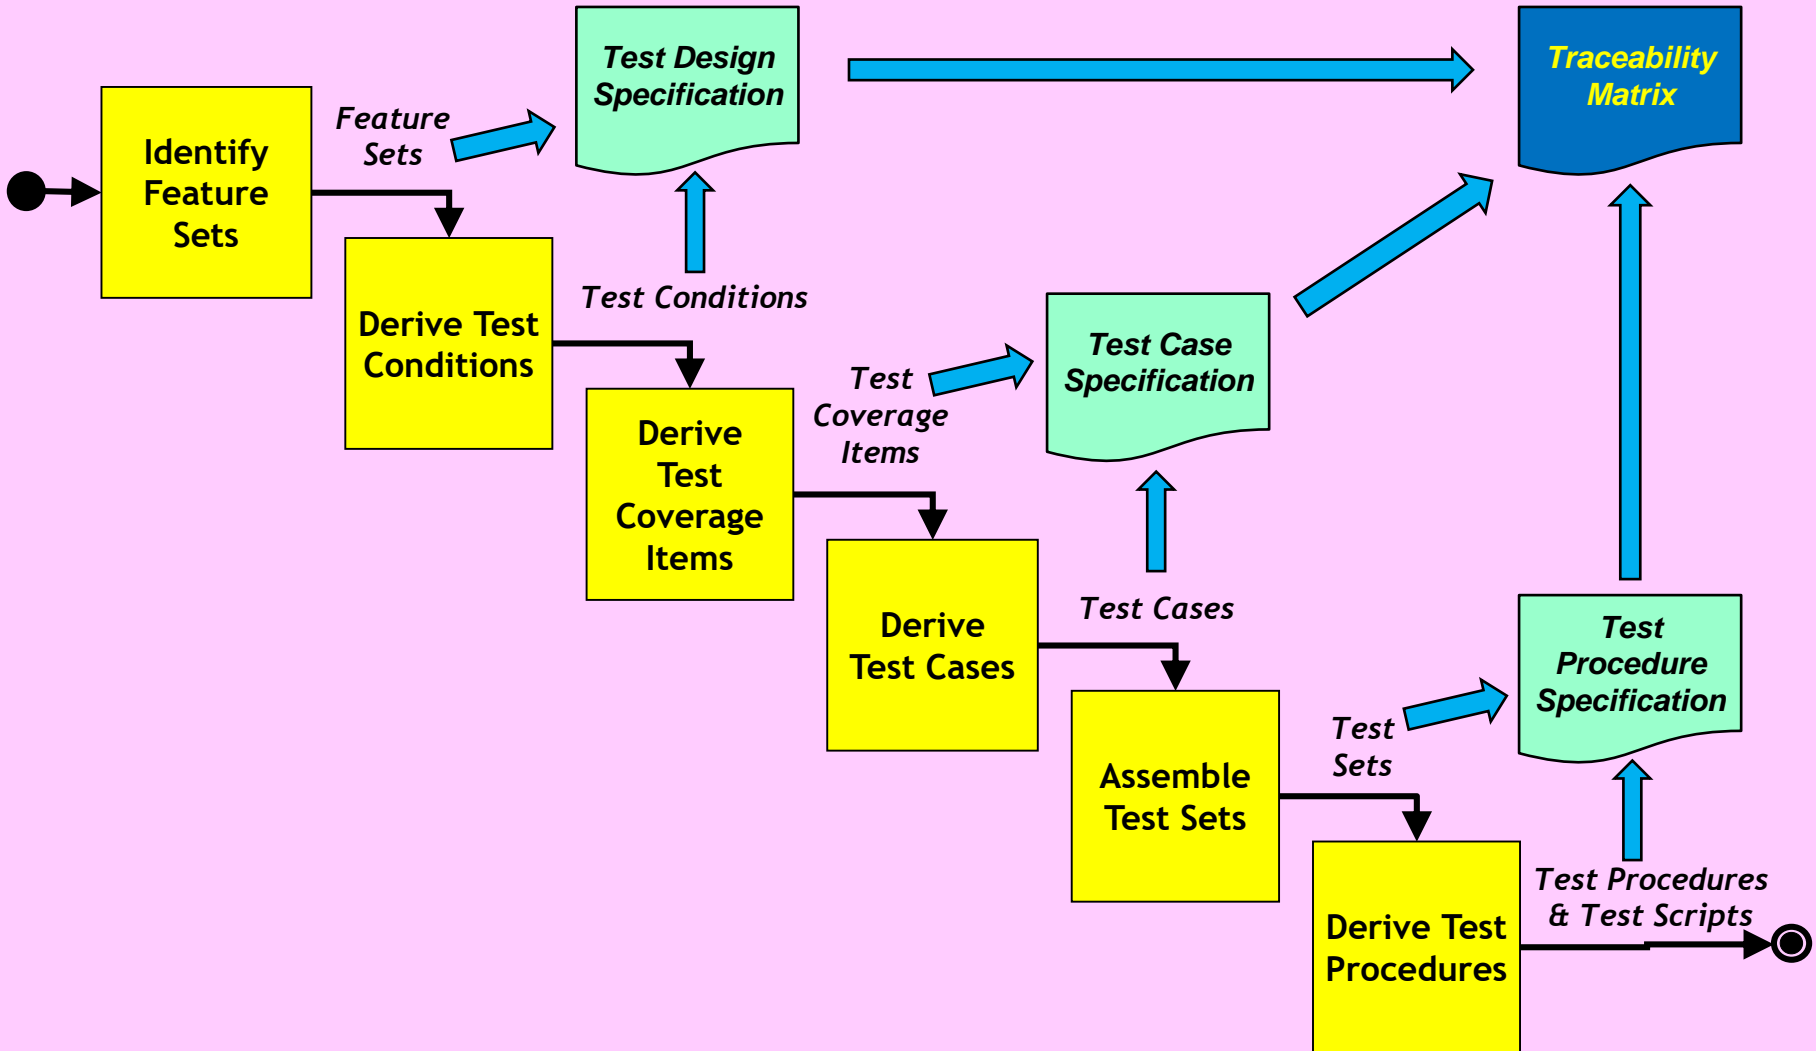 Test Design
Specification
Traceability
Matrix
Feature
Sets
Identify
Feature
Sets
Test Conditions
Derive Test
Conditions
Test Case
Specification
Test
Coverage
Items
Derive
Test
Coverage
Items
Test Cases
Derive
Test Cases
Test
Procedure
Specification
Test
Sets
Assemble
Test Sets
Test Procedures
& Test Scripts
Derive Test
Procedures